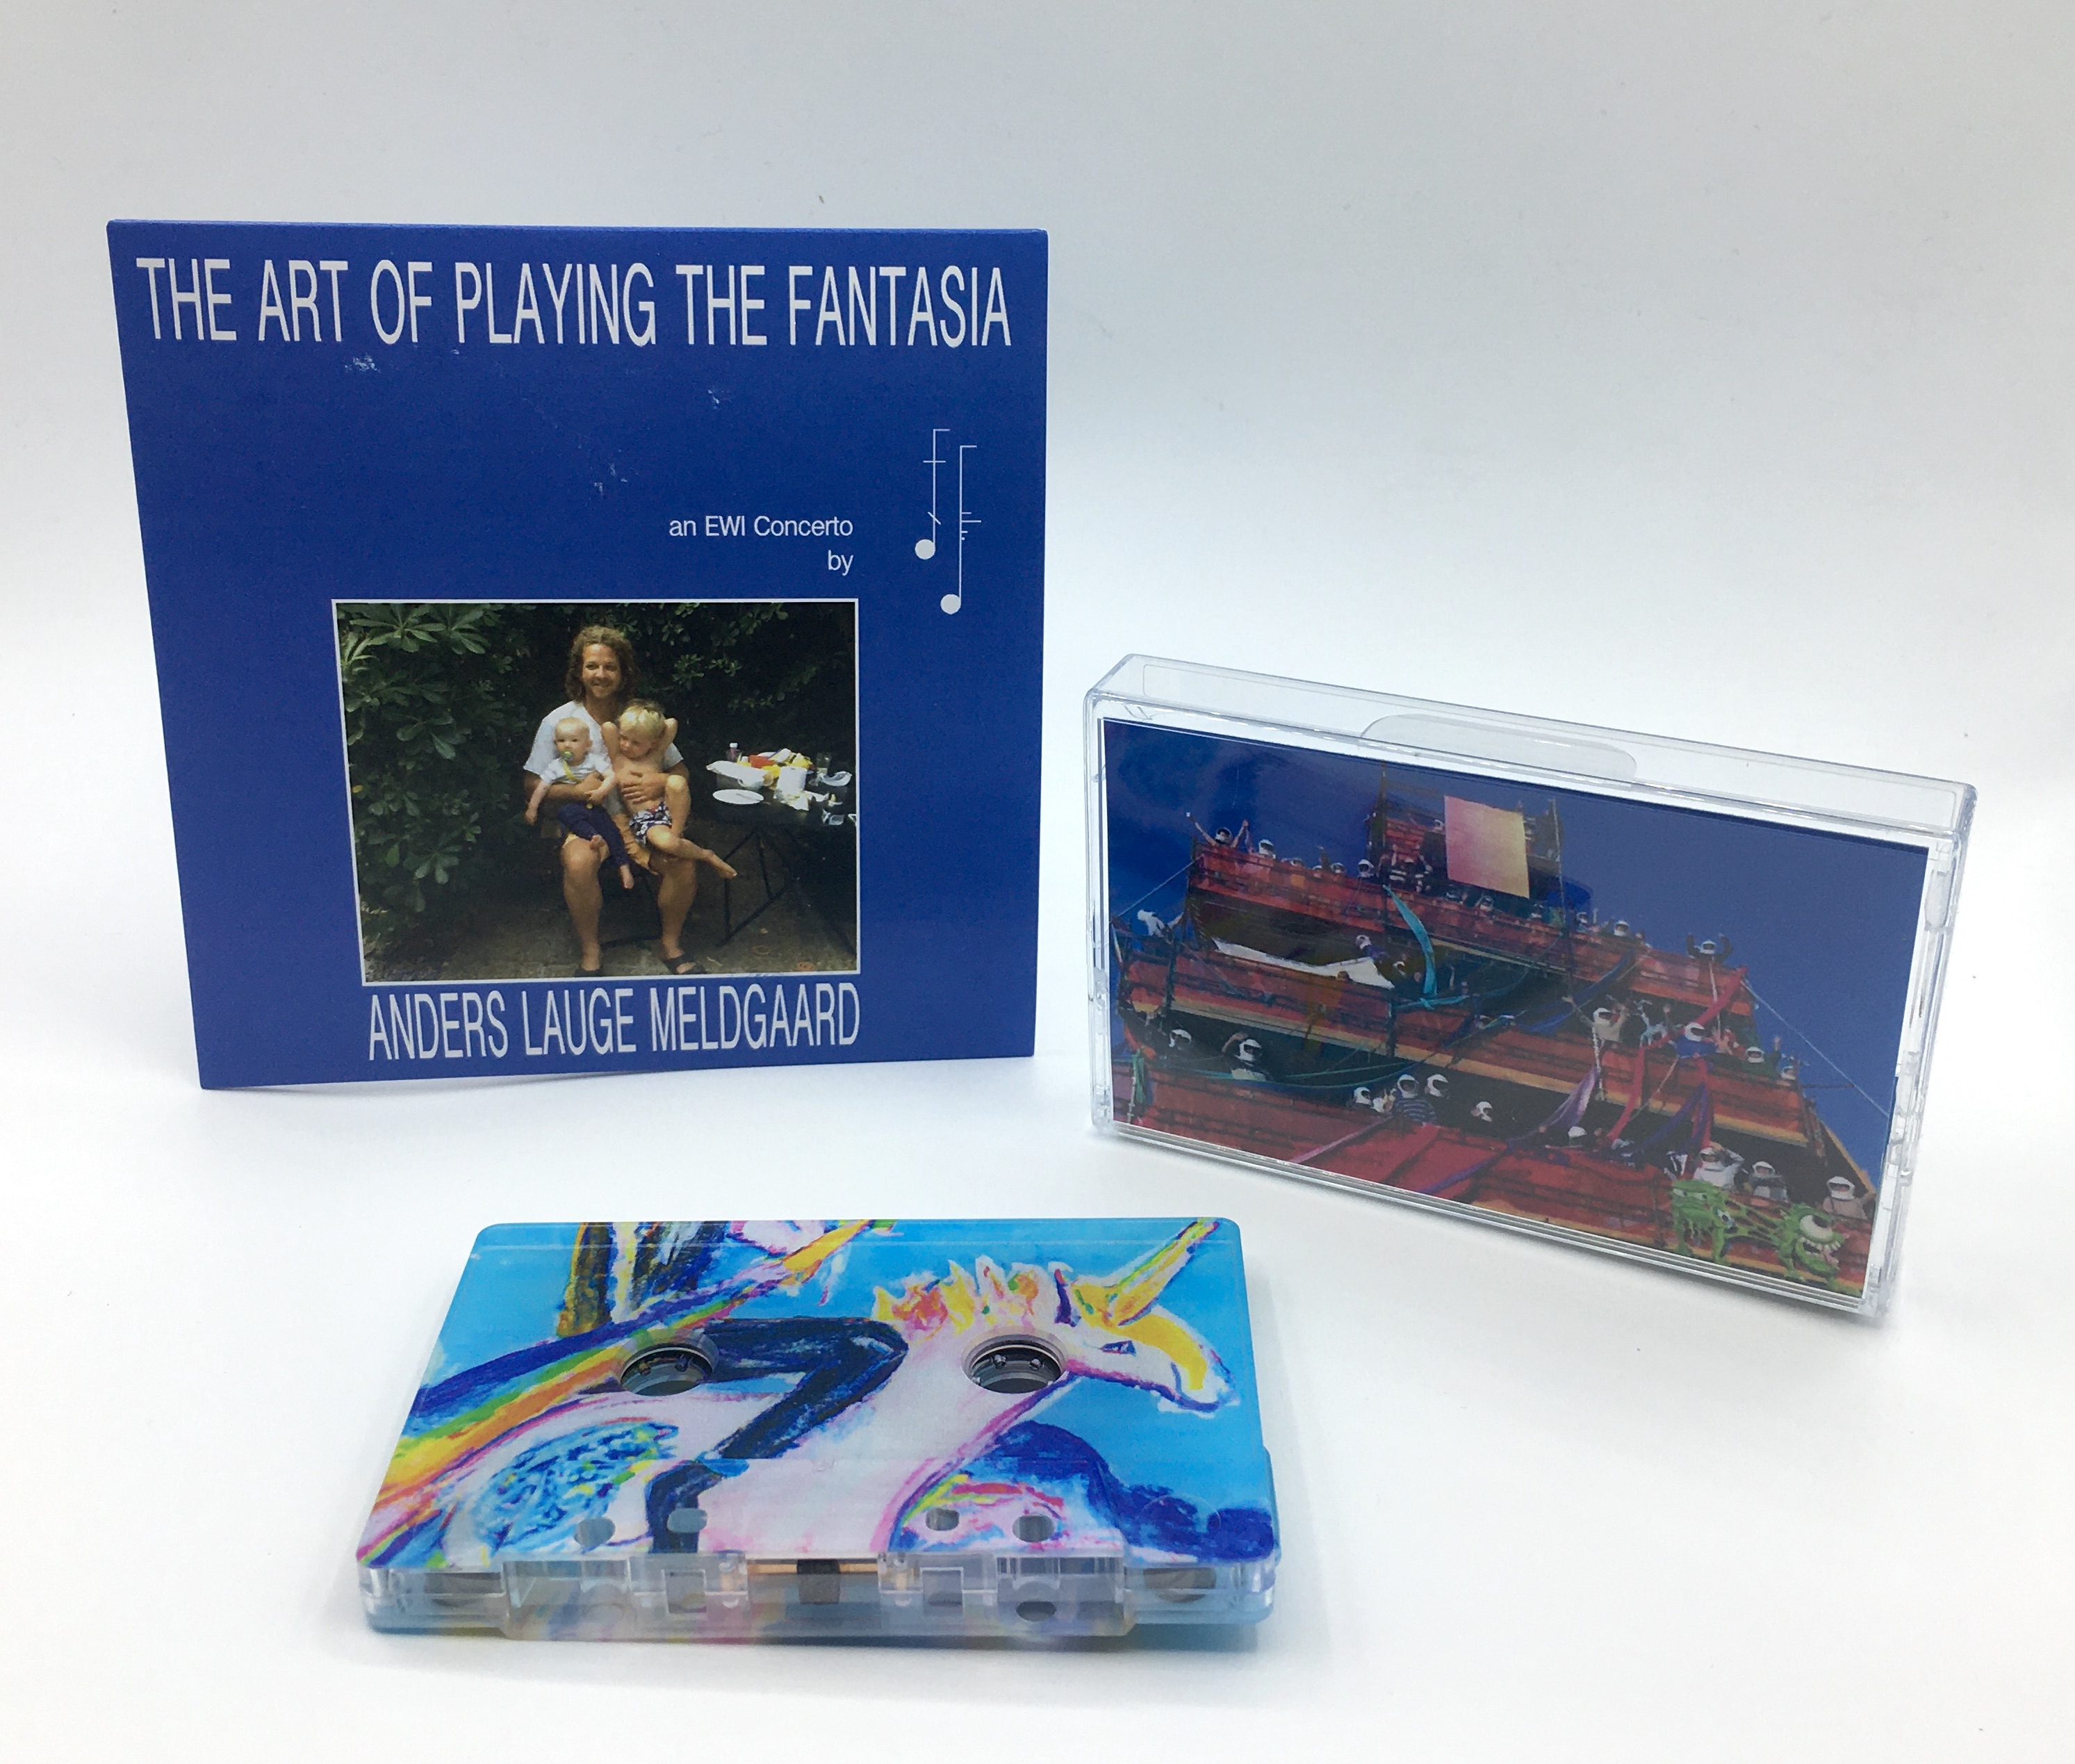 THE ART OF PLAYING THE FANTASIA
an EWI Concerto
by
ANDERS LAUGE MELDGAARD